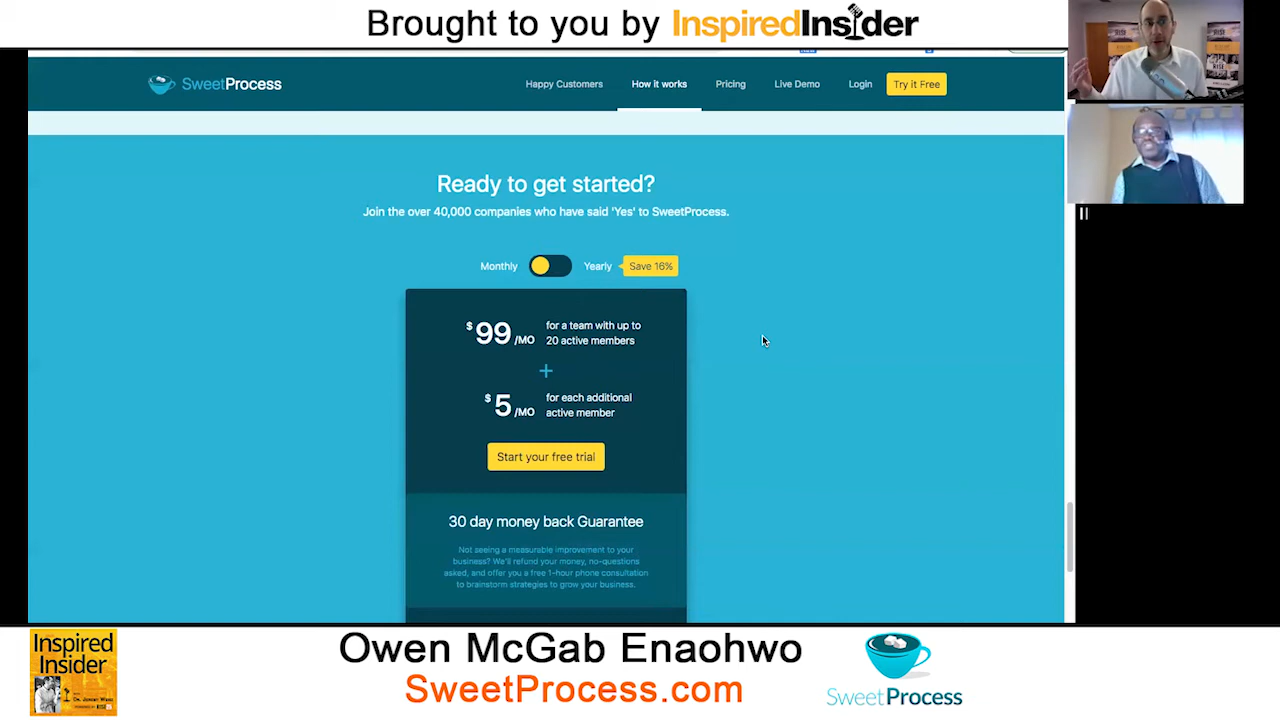 Brought to you by InspiredInsider
SweetProcess
Happy Customers
How it works
Pricing
Live Demo
Login
Try it Free
Ready to get started?
Join the over 40,000 companies who have said 'Yes' to SweetProcess.
Monthly
Yearly
Save 16%
$99/MO
for a team with up to
20 active members
+
$5/MO
for each additional
active member
Start your free trial
30 day money back Guarantee
Not seeing a measurable improvement to your
business? We'll refund your money, no-questions
asked, and offer you a free 1-hour phone consultation
to brainstorm strategies to grow your business.
Inspired
Insider
Owen McGab Enaohwo
SweetProcess.com
SweetProcess